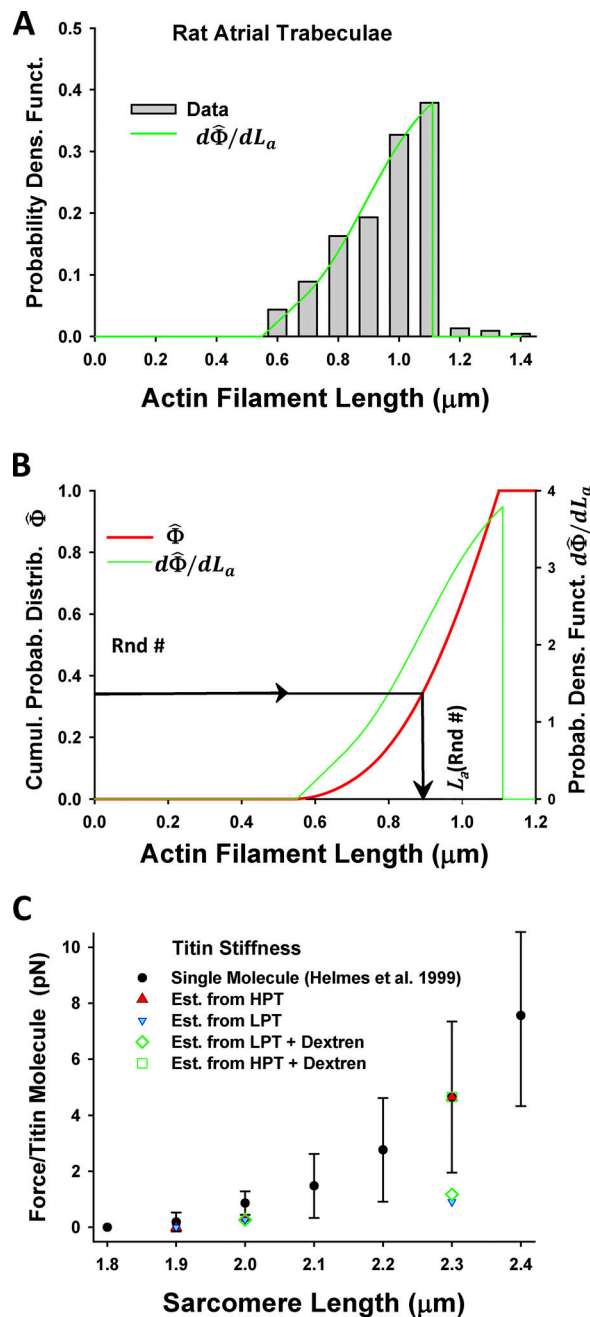 A
Rat Atrial Trabeculae
Probability Dens. Funct.
0.5
0.4
0.3
0.2
0.1
0.0
Data
dΦ̂/dLₐ
0.0 0.2 0.4 0.6 0.8 1.0 1.2 1.4
Actin Filament Length (μm)
B
Cumul. Probab. Distrib. Φ̂
1.0
0.8
0.6
0.4
0.2
0.0
Φ̂
dΦ̂/dLₐ
Rnd #
Lₐ(Rnd #)
4
3
2
1
0
Probab. Dens. Funct. dΦ̂/dLₐ
0.0 0.2 0.4 0.6 0.8 1.0 1.2
Actin Filament Length (μm)
C
Force/Titin Molecule (pN)
10
8
6
4
2
0
Titin Stiffness
Single Molecule (Helmes et al. 1999)
Est. from HPT
Est. from LPT
Est. from LPT + Dextren
Est. from HPT + Dextren
1.8 1.9 2.0 2.1 2.2 2.3 2.4
Sarcomere Length (μm)